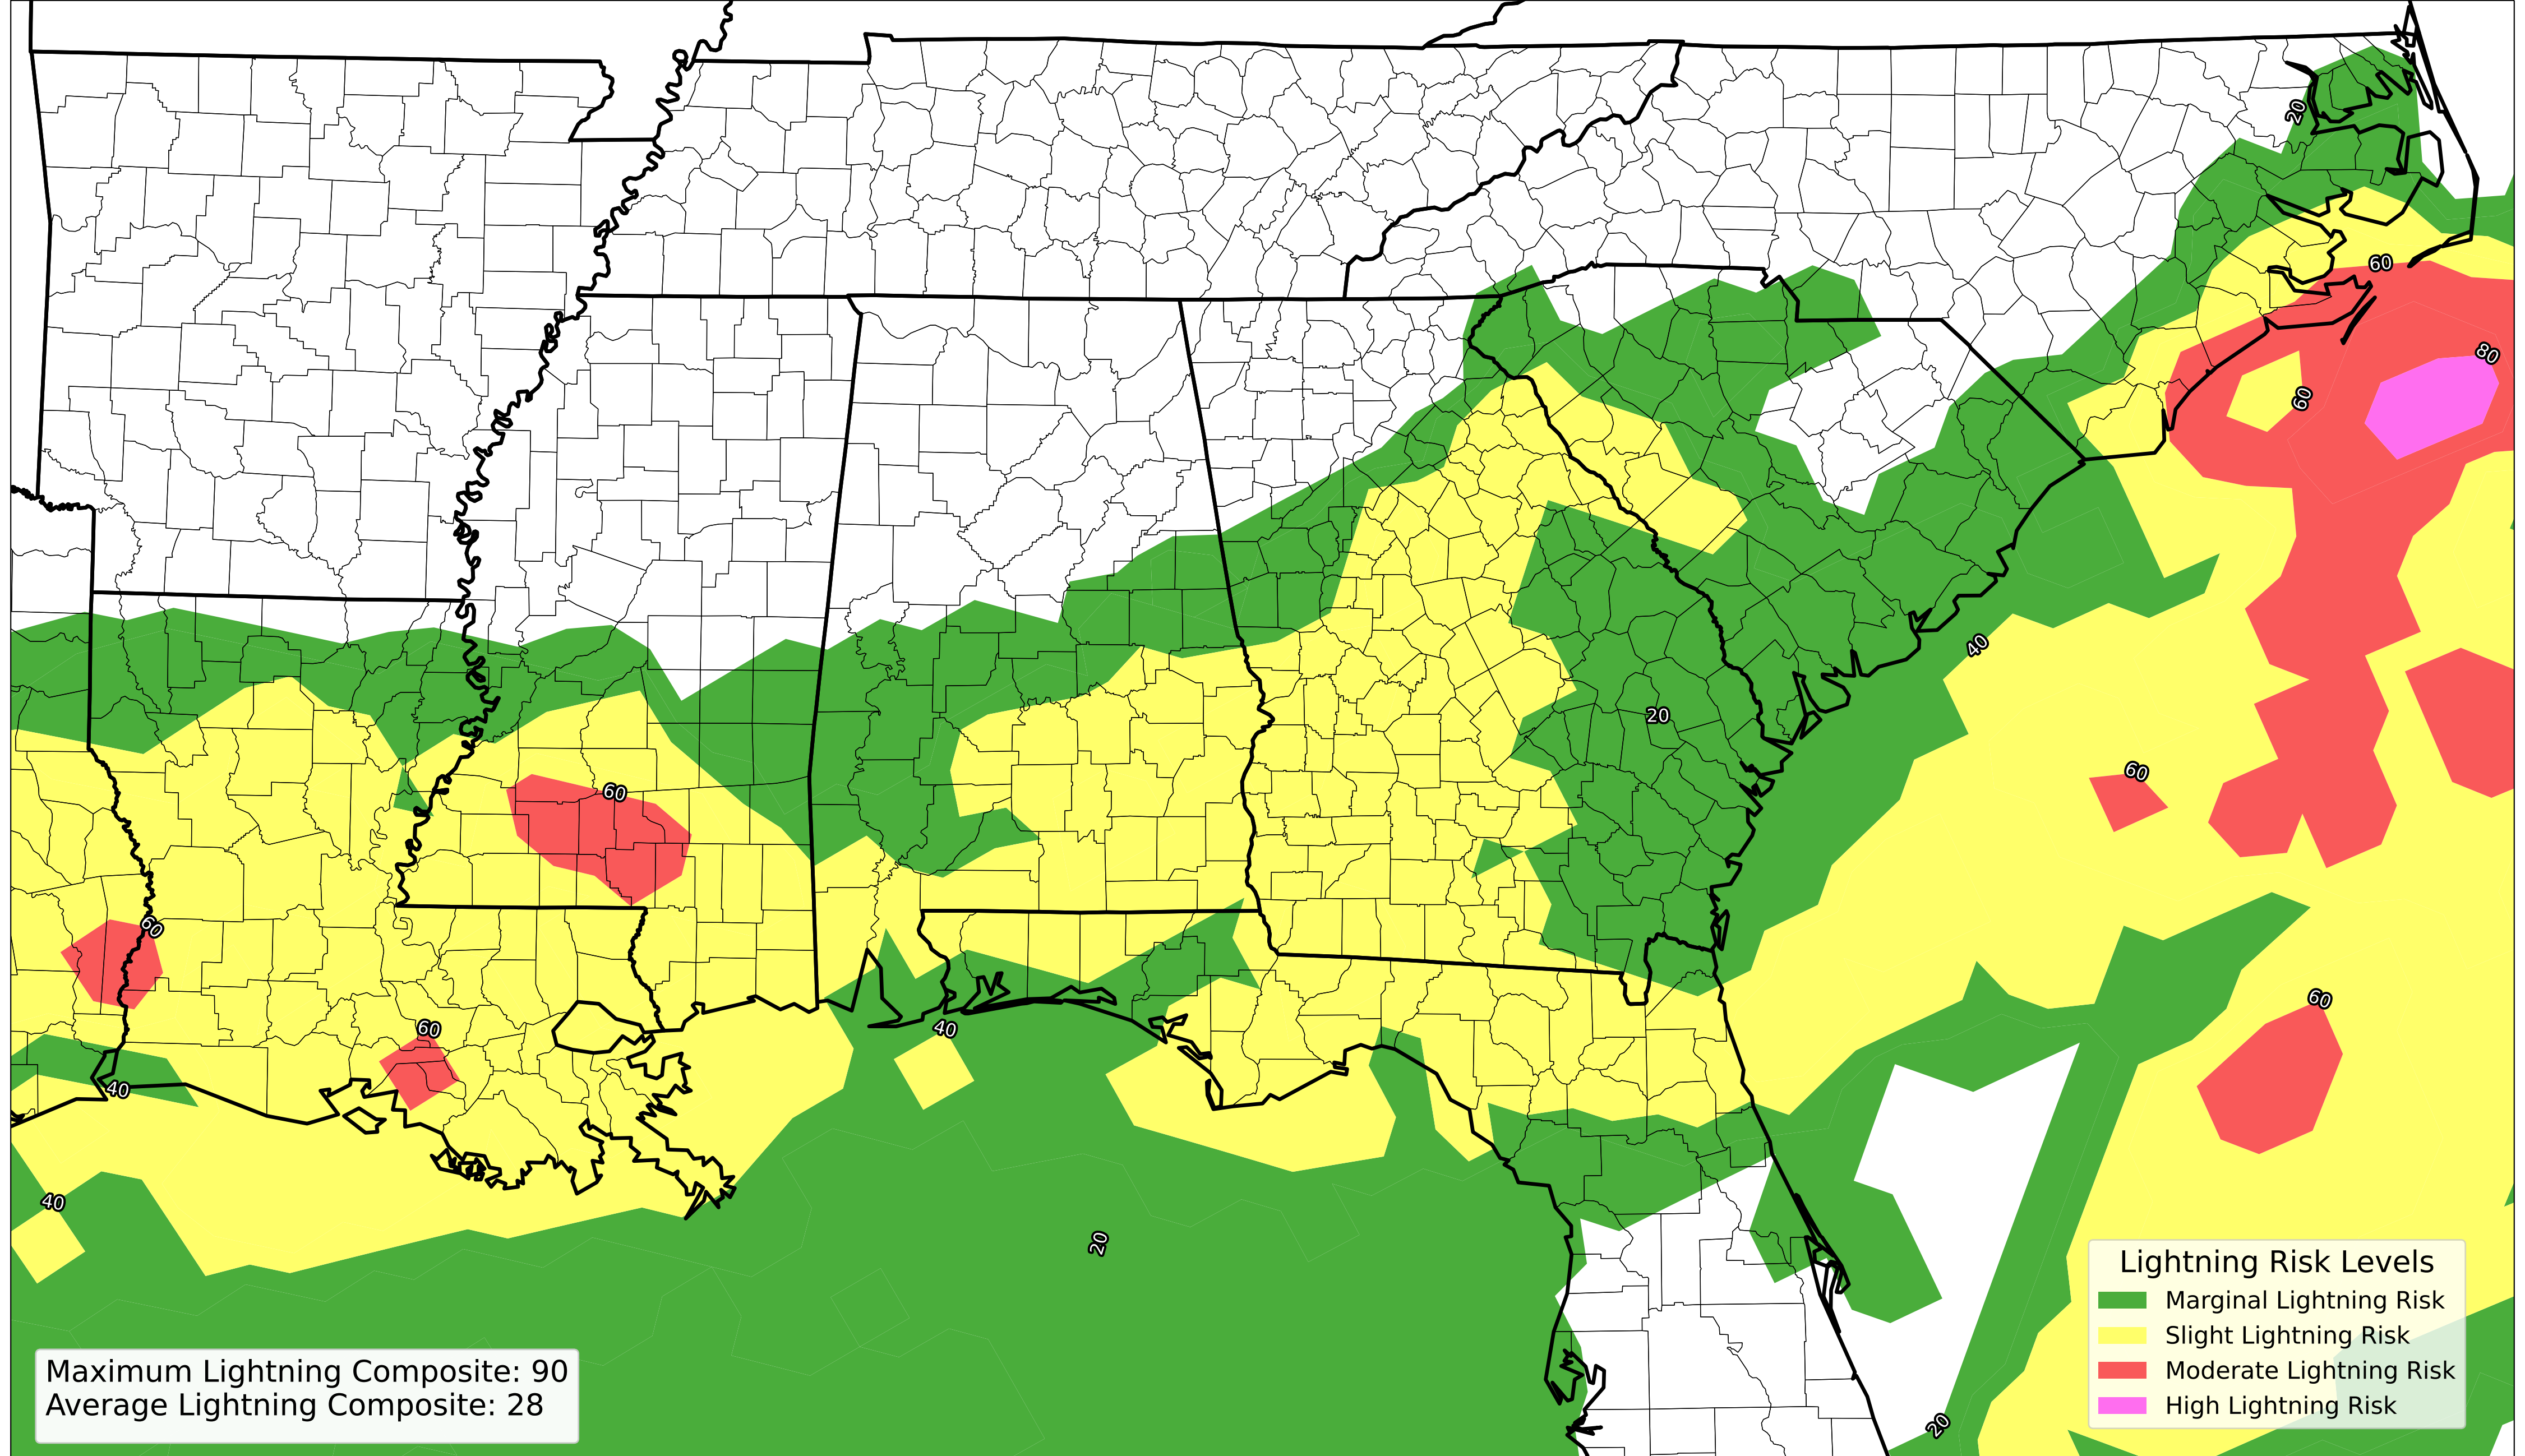 20
60
80
60
40
20
60
60
60
60
60
40
40
40
20
20
Lightning Risk Levels
Marginal Lightning Risk
Slight Lightning Risk
Moderate Lightning Risk
High Lightning Risk
Maximum Lightning Composite: 90
Average Lightning Composite: 28